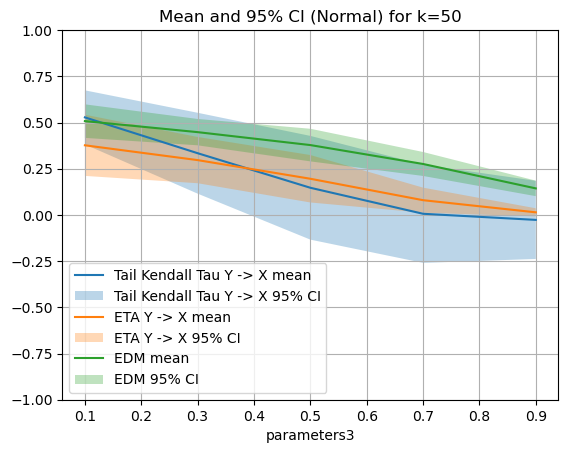 Mean and 95% CI (Normal) for k=50
1.00
0.75
0.50
0.25
0.00
−0.25
−0.50
−0.75
−1.00
Tail Kendall Tau Y -> X mean
Tail Kendall Tau Y -> X 95% CI
ETA Y -> X mean
ETA Y -> X 95% CI
EDM mean
EDM 95% CI
0.1 0.2 0.3 0.4 0.5 0.6 0.7 0.8 0.9
parameters3